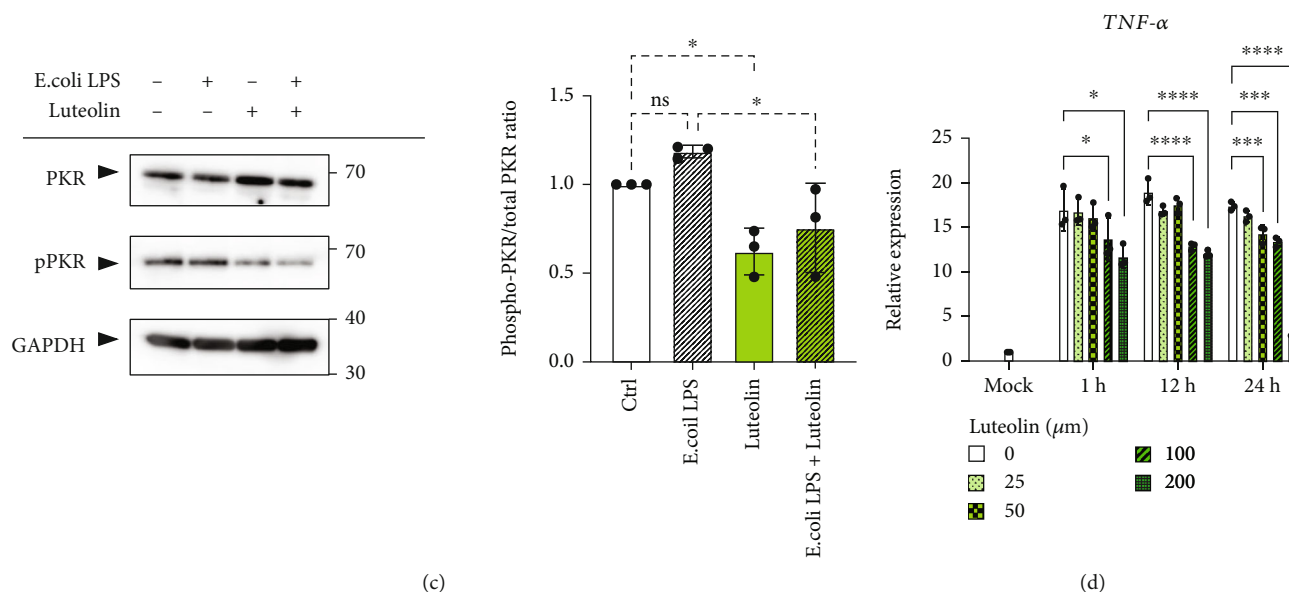 E.coli LPS – + – +
Luteolin – – + +
PKR
70
pPKR
70
GAPDH
40
30
Phospho-PKR/total PKR ratio
1.5
1.0
0.5
0.0
*
ns
*
Ctrl
E.coil LPS
Luteolin
E.coli LPS + Luteolin
(c)
TNF-α
Relative expression
25
20
15
10
5
0
*
*
****
****
****
***
***
Mock 1 h 12 h 24 h
Luteolin (μm)
0 100
25 200
50
(d)